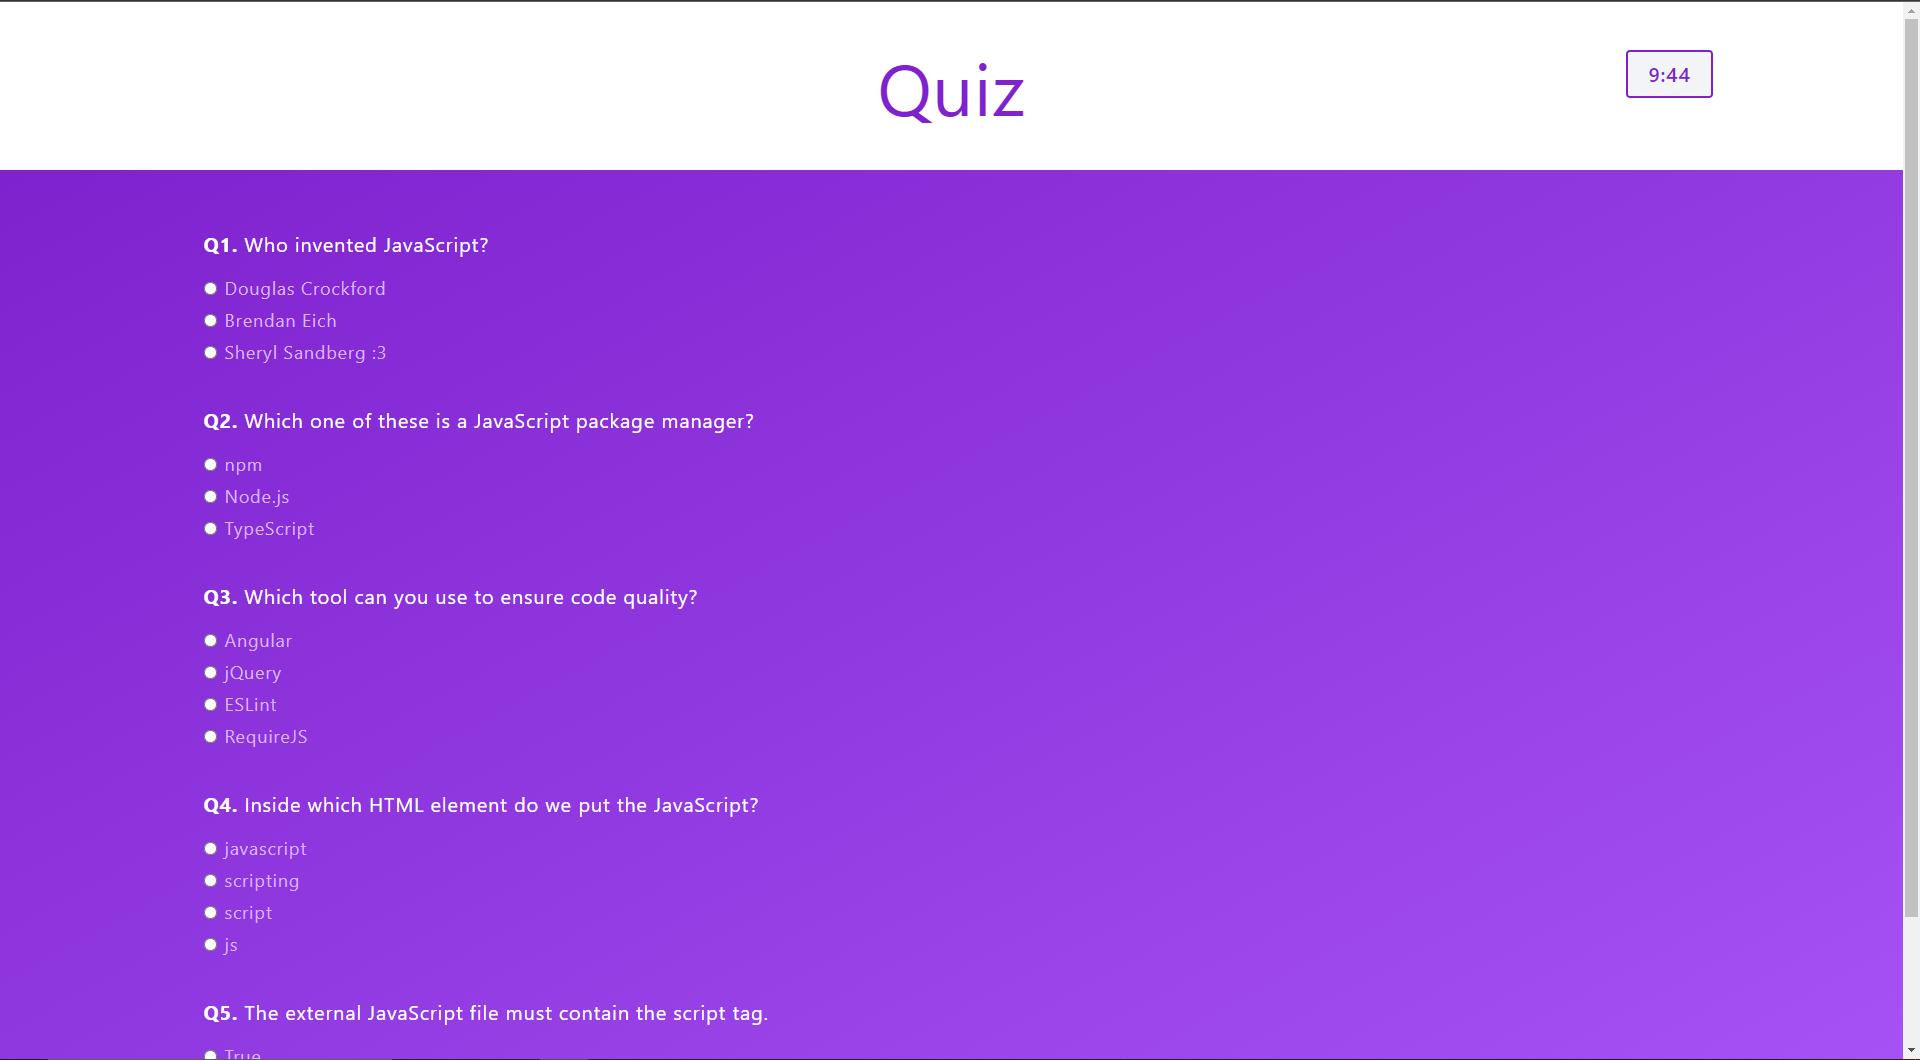 Quiz
9:44
Q1. Who invented JavaScript?
Douglas Crockford
Brendan Eich
Sheryl Sandberg :3
Q2. Which one of these is a JavaScript package manager?
npm
Node.js
TypeScript
Q3. Which tool can you use to ensure code quality?
Angular
jQuery
ESLint
RequireJS
Q4. Inside which HTML element do we put the JavaScript?
javascript
scripting
script
js
Q5. The external JavaScript file must contain the script tag.
True